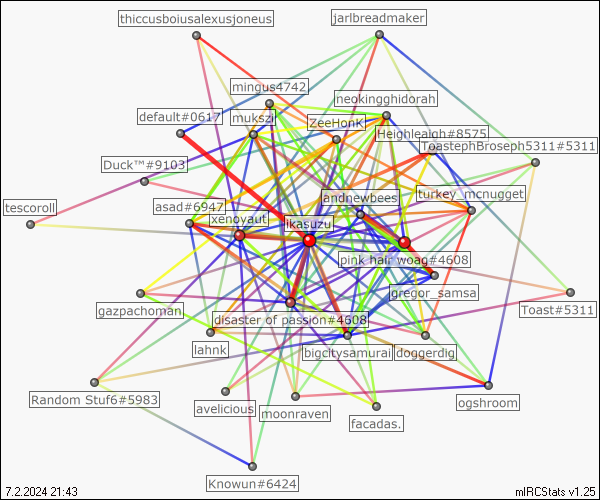 thiccusboiusalexusjoneus
jarlbreadmaker
mingus4742
neokingghidorah
default#0617
mukszi
ZeeHonK
Heighleaigh#8575
ToastephBroseph5311#5311
Duck™#9103
andnewbees
turkey_mcnugget
tescoroll
asad#6947
xenoyaut
ikasuzu
pink hair woag#4608
gregor_samsa
gazpachoman
disaster of passion#4608
Toast#5311
lahnk
bigcitysamurai
doggerdig
Random Stuf6#5983
avelicious
moonraven
facadas.
ogshroom
Knowun#6424
7.2.2024 21:43
mIRCStats v1.25